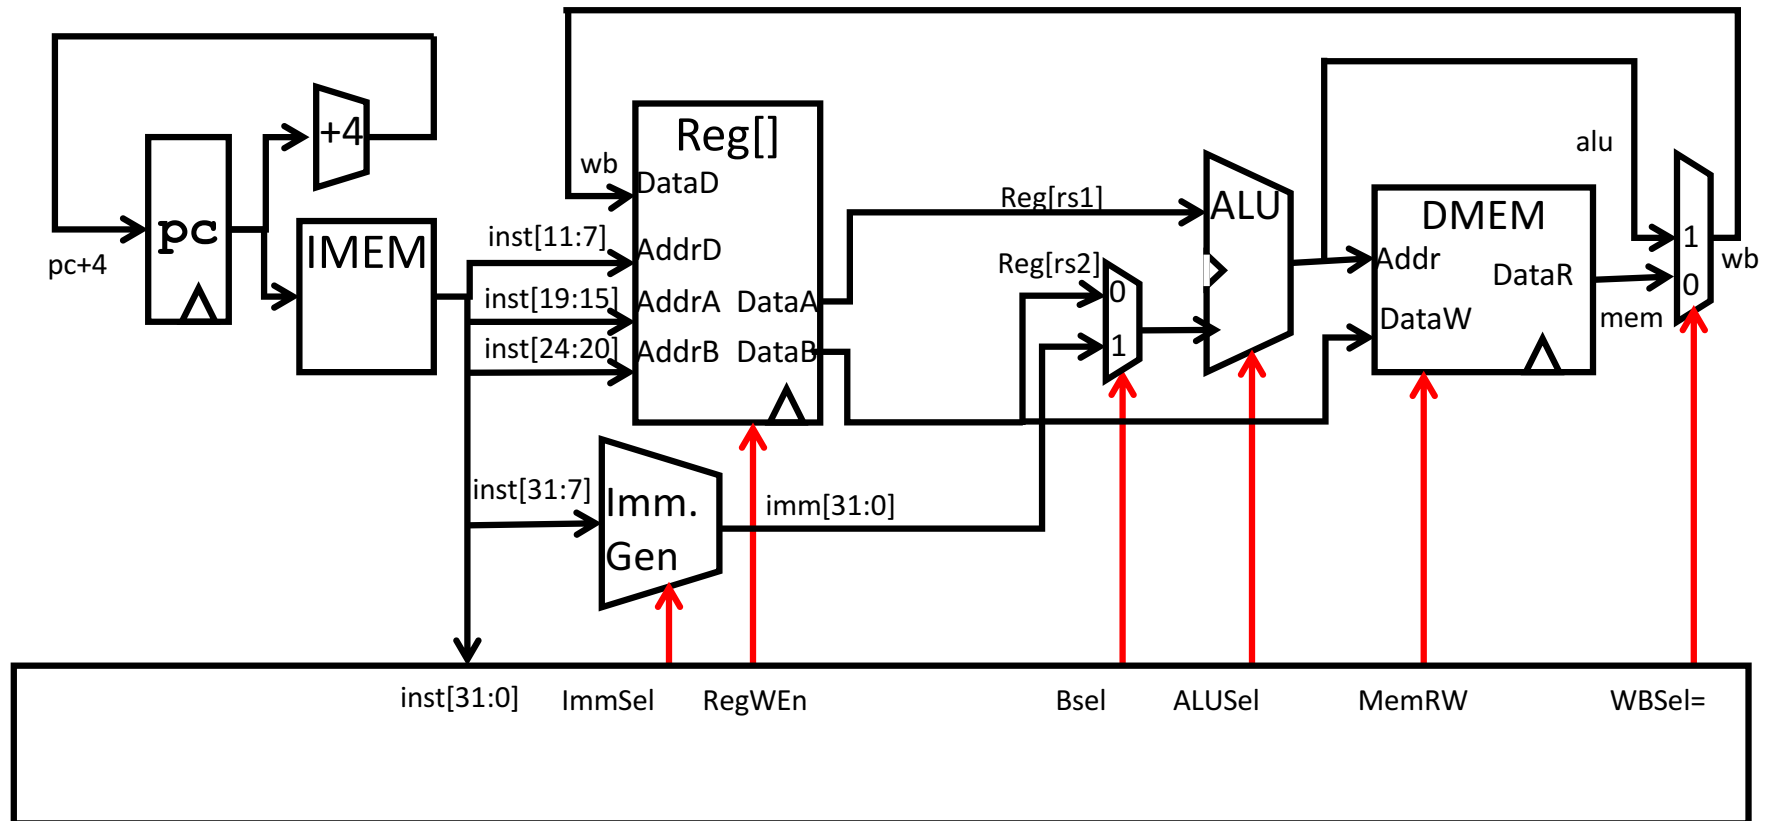 +4
pc
pc+4
IMEM
Reg[]
wb
DataD
inst[11:7]
AddrD
inst[19:15]
AddrA
DataA
inst[24:20]
AddrB
DataB
Reg[rs1]
Reg[rs2]
0
1
ALU
alu
DMEM
Addr
DataR
DataW
mem
1
0
wb
inst[31:7]
Imm.
Gen
imm[31:0]
inst[31:0]
ImmSel
RegWEn
Bsel
ALUSel
MemRW
WBSel=